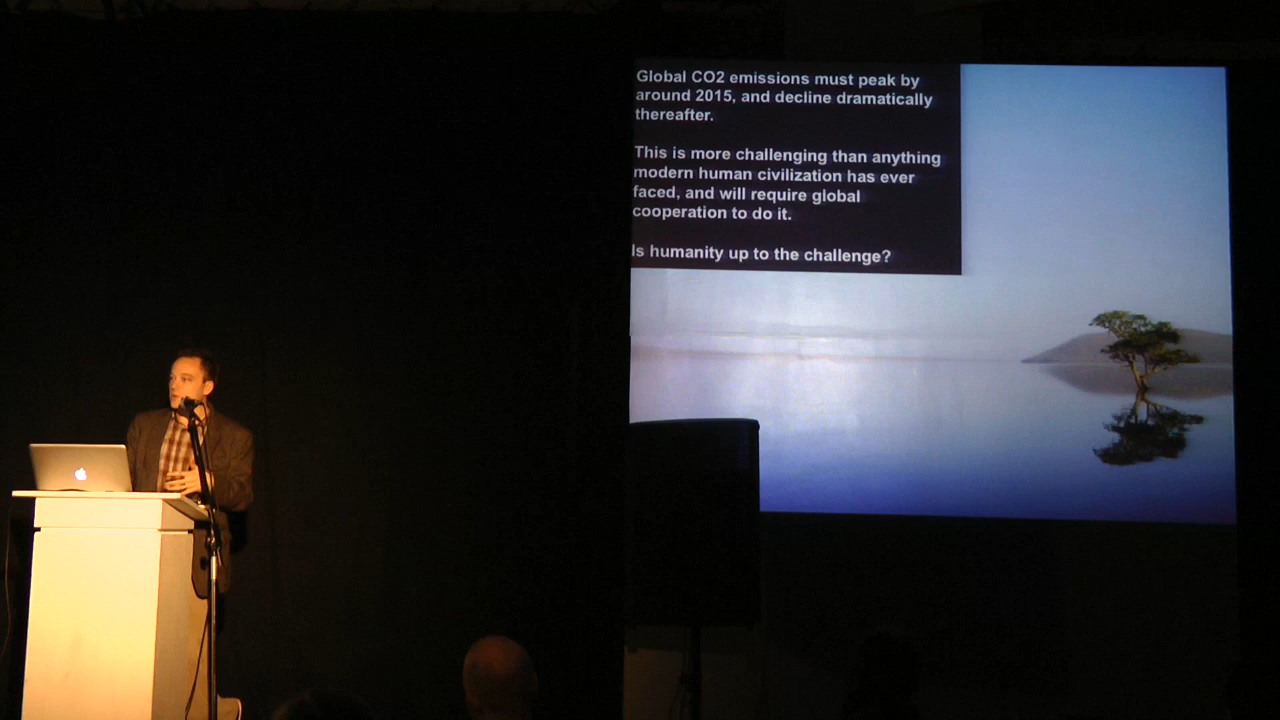 Global CO2 emissions must peak by
around 2015, and decline dramatically
thereafter.
This is more challenging than anything
modern human civilization has ever
faced, and will require global
cooperation to do it.
Is humanity up to the challenge?